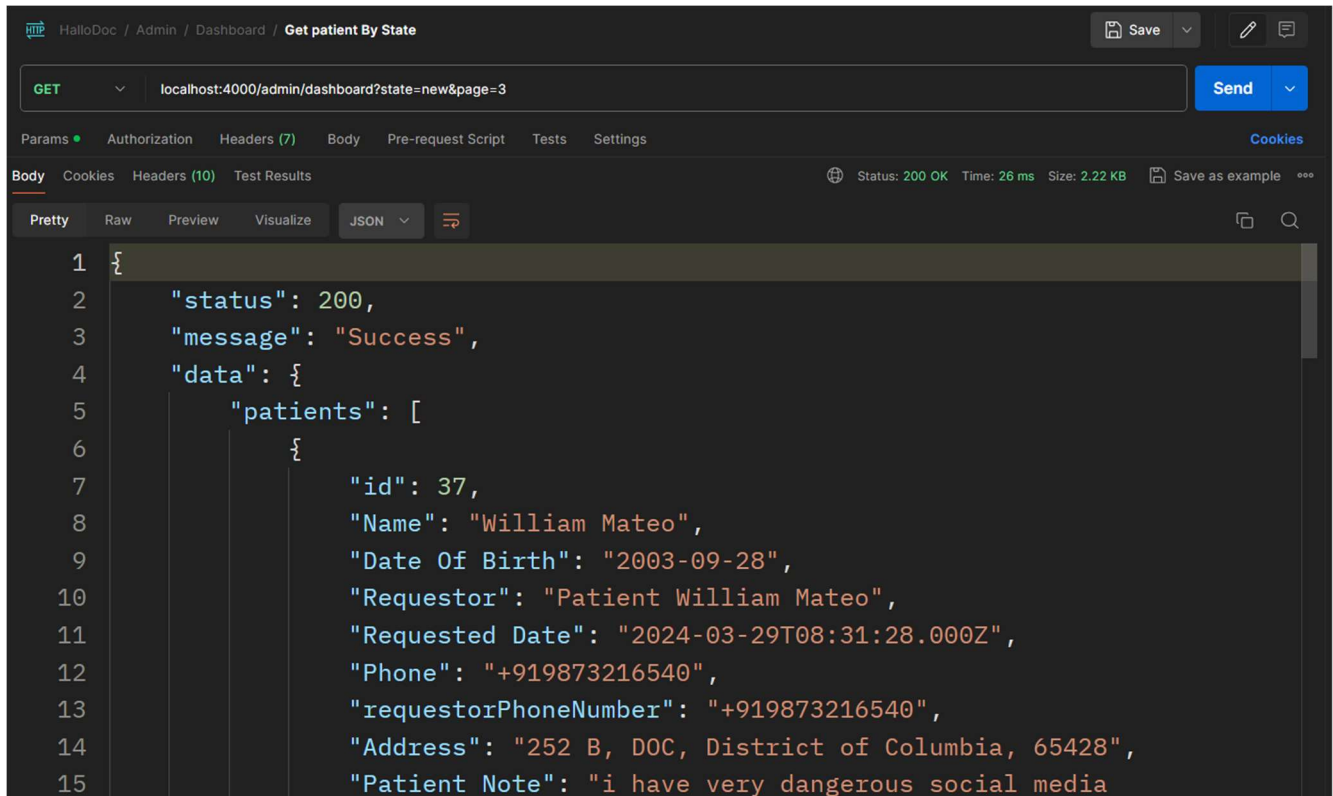 HTTP HalloDoc / Admin / Dashboard / Get patient By State Save
GET localhost:4000/admin/dashboard?state=new&page=3 Send
Params Authorization Headers (7) Body Pre-request Script Tests Settings Cookies
Body Cookies Headers (10) Test Results Status: 200 OK Time: 26 ms Size: 2.22 KB Save as example
Pretty Raw Preview Visualize JSON
1 {
2 "status": 200,
3 "message": "Success",
4 "data": {
5 "patients": [
6 {
7 "id": 37,
8 "Name": "William Mateo",
9 "Date Of Birth": "2003-09-28",
10 "Requestor": "Patient William Mateo",
11 "Requested Date": "2024-03-29T08:31:28.000Z",
12 "Phone": "+919873216540",
13 "requestorPhoneNumber": "+919873216540",
14 "Address": "252 B, DOC, District of Columbia, 65428",
15 "Patient Note": "i have very dangerous social media